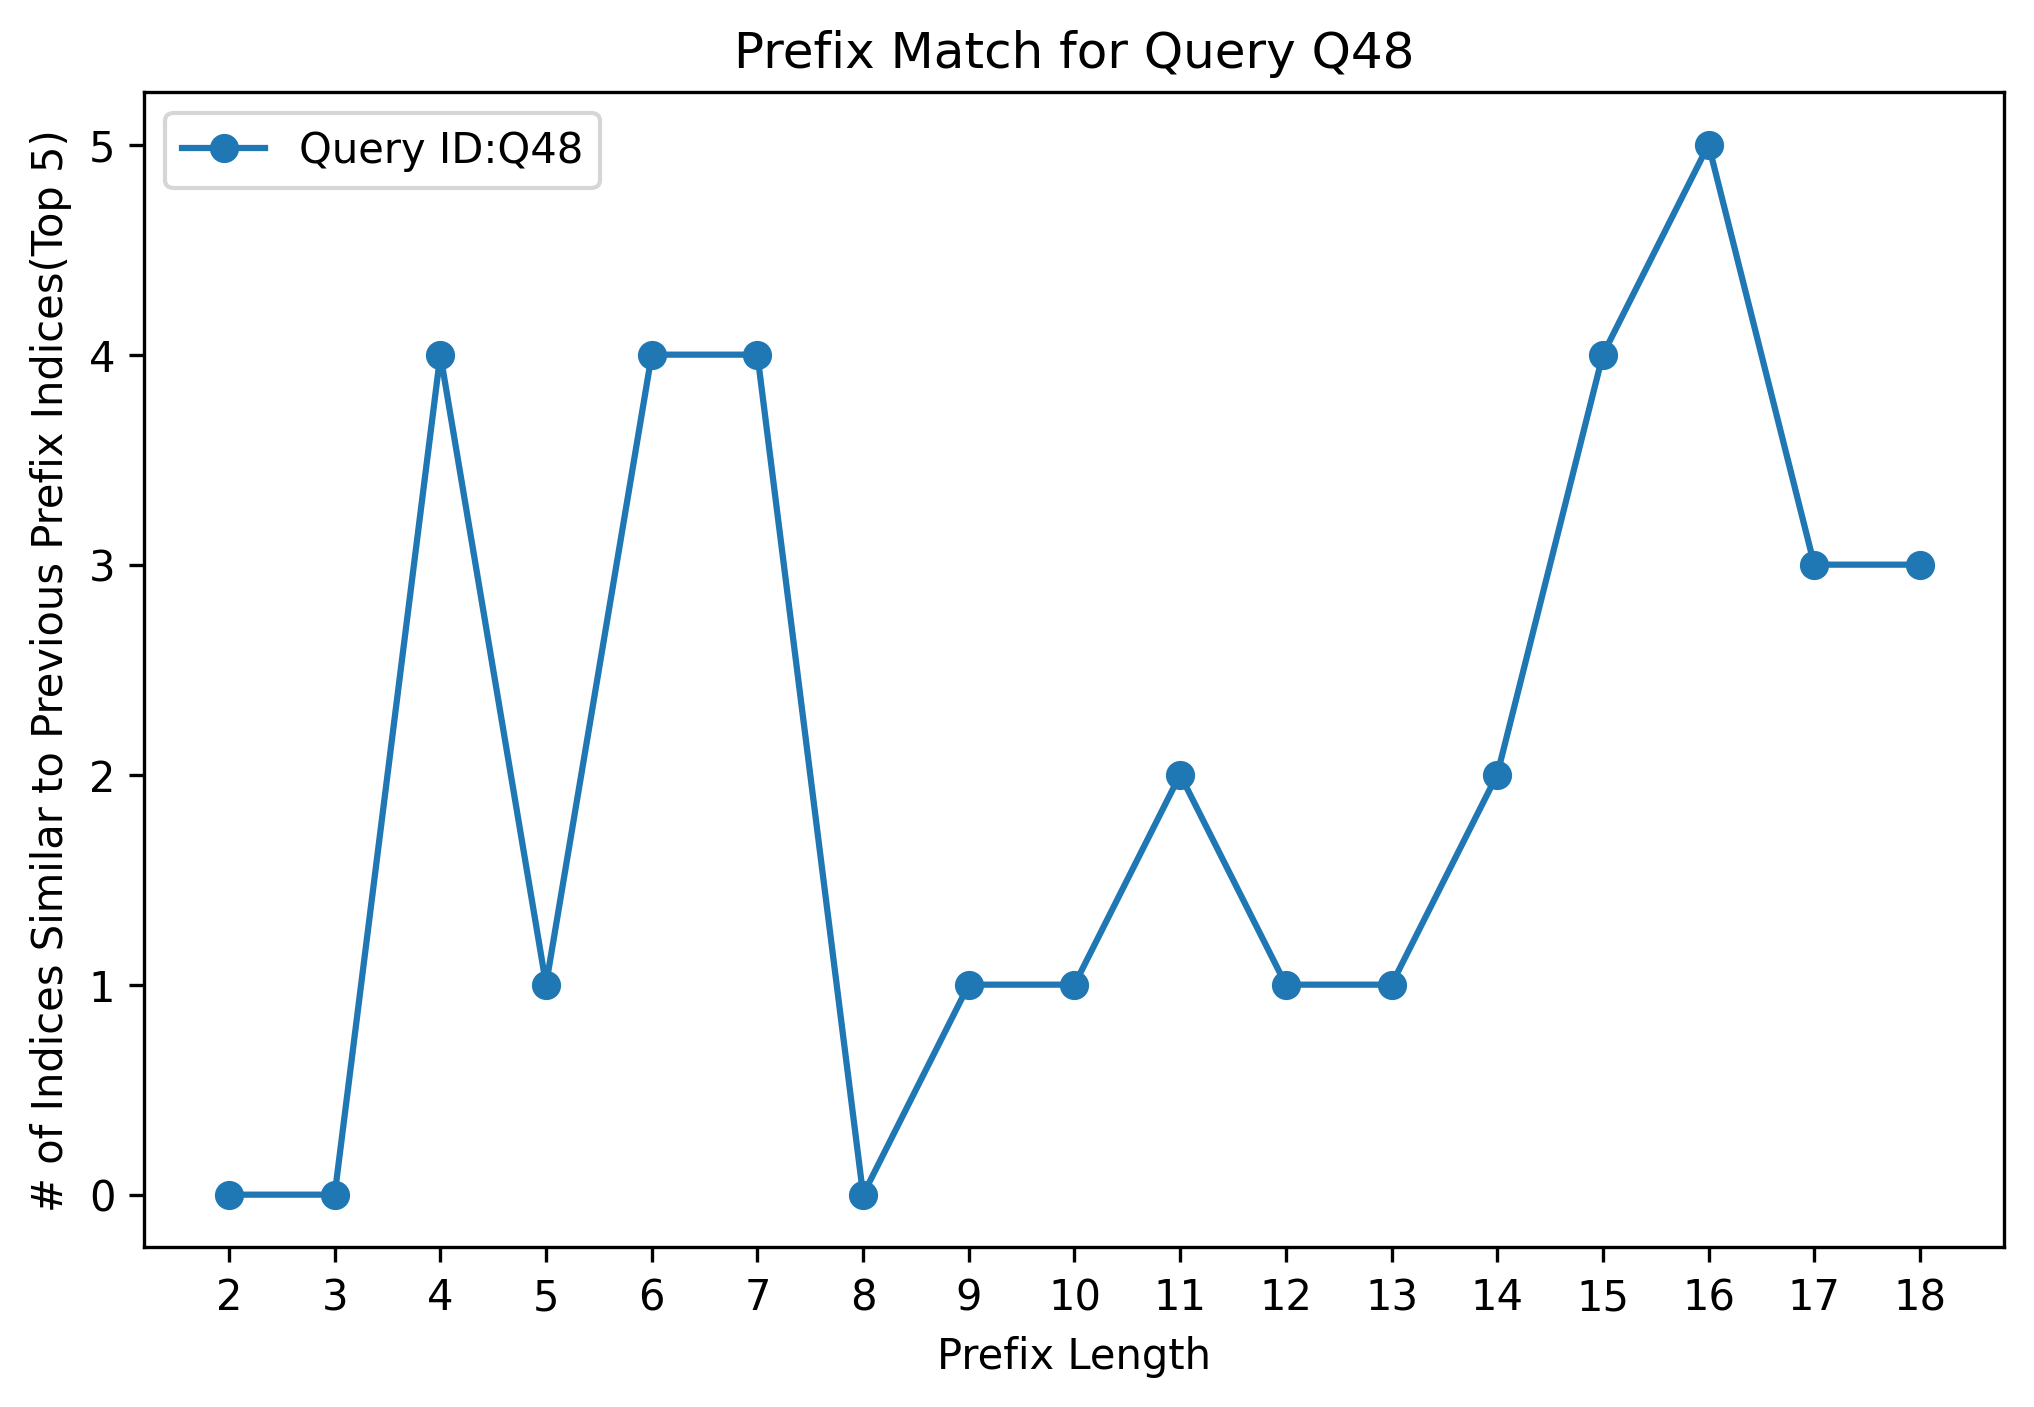 Prefix Match for Query Q48
Query ID:Q48
# of Indices Similar to Previous Prefix Indices(Top 5)
5
4
3
2
1
0
2 3 4 5 6 7 8 9 10 11 12 13 14 15 16 17 18
Prefix Length